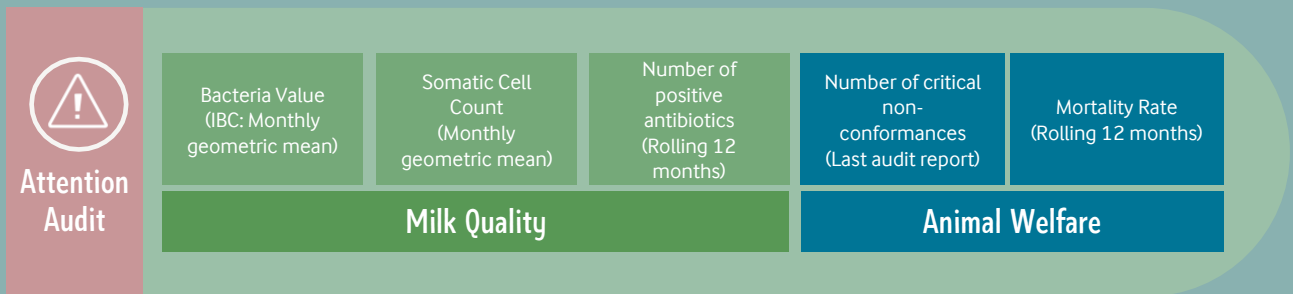 Attention
Audit
Bacteria Value
(IBC: Monthly
geometric mean)
Somatic Cell
Count
(Monthly
geometric mean)
Number of
positive
antibiotics
(Rolling 12
months)
Number of critical
non-
conformances
(Last audit report)
Mortality Rate
(Rolling 12 months)
Milk Quality
Animal Welfare